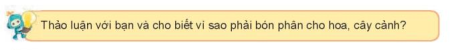 Thảo luận với bạn và cho biết vì sao phải bón phân cho hoa, cây cảnh?